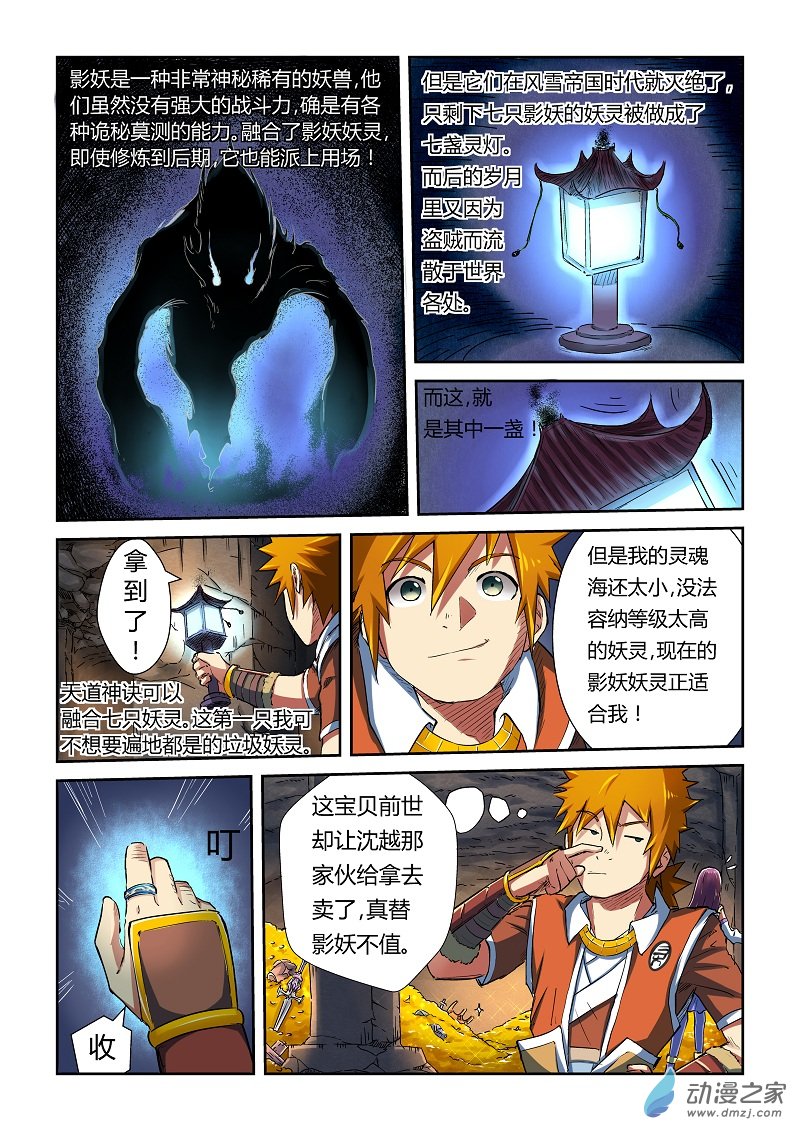 影妖是一种非常神秘稀有的妖兽,他
们虽然没有强大的战斗力,确是有各
种诡秘莫测的能力。融合了影妖妖灵,
即使修炼到后期,它也能派上用场!
但是它们在风雪帝国时代就灭绝了,
只剩下七只影妖的妖灵被做成了
七盏灵灯。
而后的岁月
里又因为
盗贼而流
散于世界
各处。
而这,就
是其中一盏!
拿
到
了!
天道神诀可以
融合七只妖灵。这第一只我可
不想要遍地都是的垃圾妖灵。
但是我的灵魂
海还太小,没法
容纳等级太高
的妖灵,现在的
影妖妖灵正适
合我!
叮
收
这宝贝前世
却让沈越那
家伙给拿去
卖了,真替
影妖不值。
动漫之家
www.dmzj.com